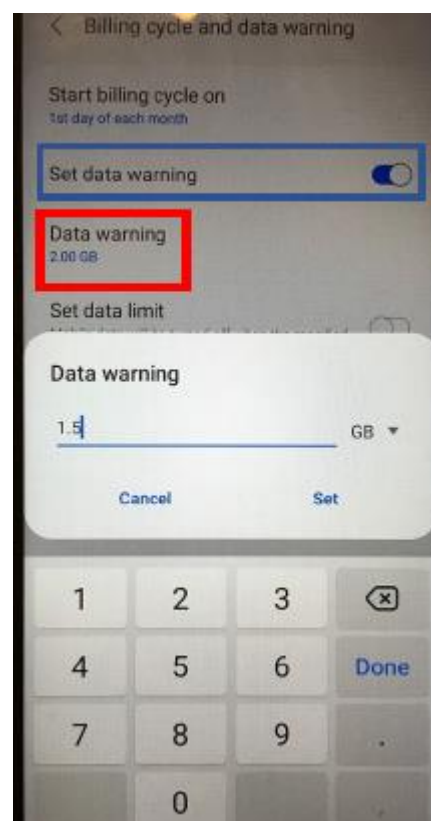 Billing cycle and data warning
Start billing cycle on
1st day of each month
Set data warning
Data warning
2.00 GB
Set data limit
Data warning
1.5
GB
Cancel
Set
1
2
3
4
5
6
Done
7
8
9
.
0